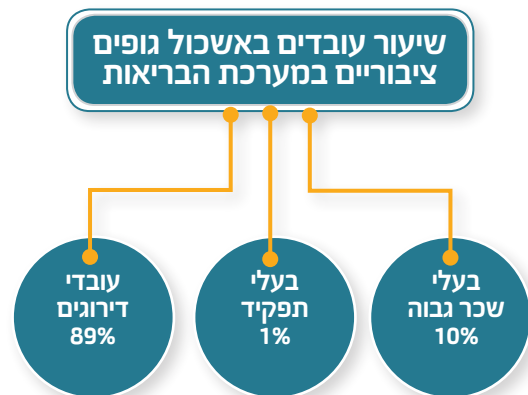 שיעור עובדים באשכול גופים
ציבוריים במערכת הבריאות
בעלי
שכר גבוה
10%
בעלי
תפקיד
1%
עובדי
דירוגים
89%